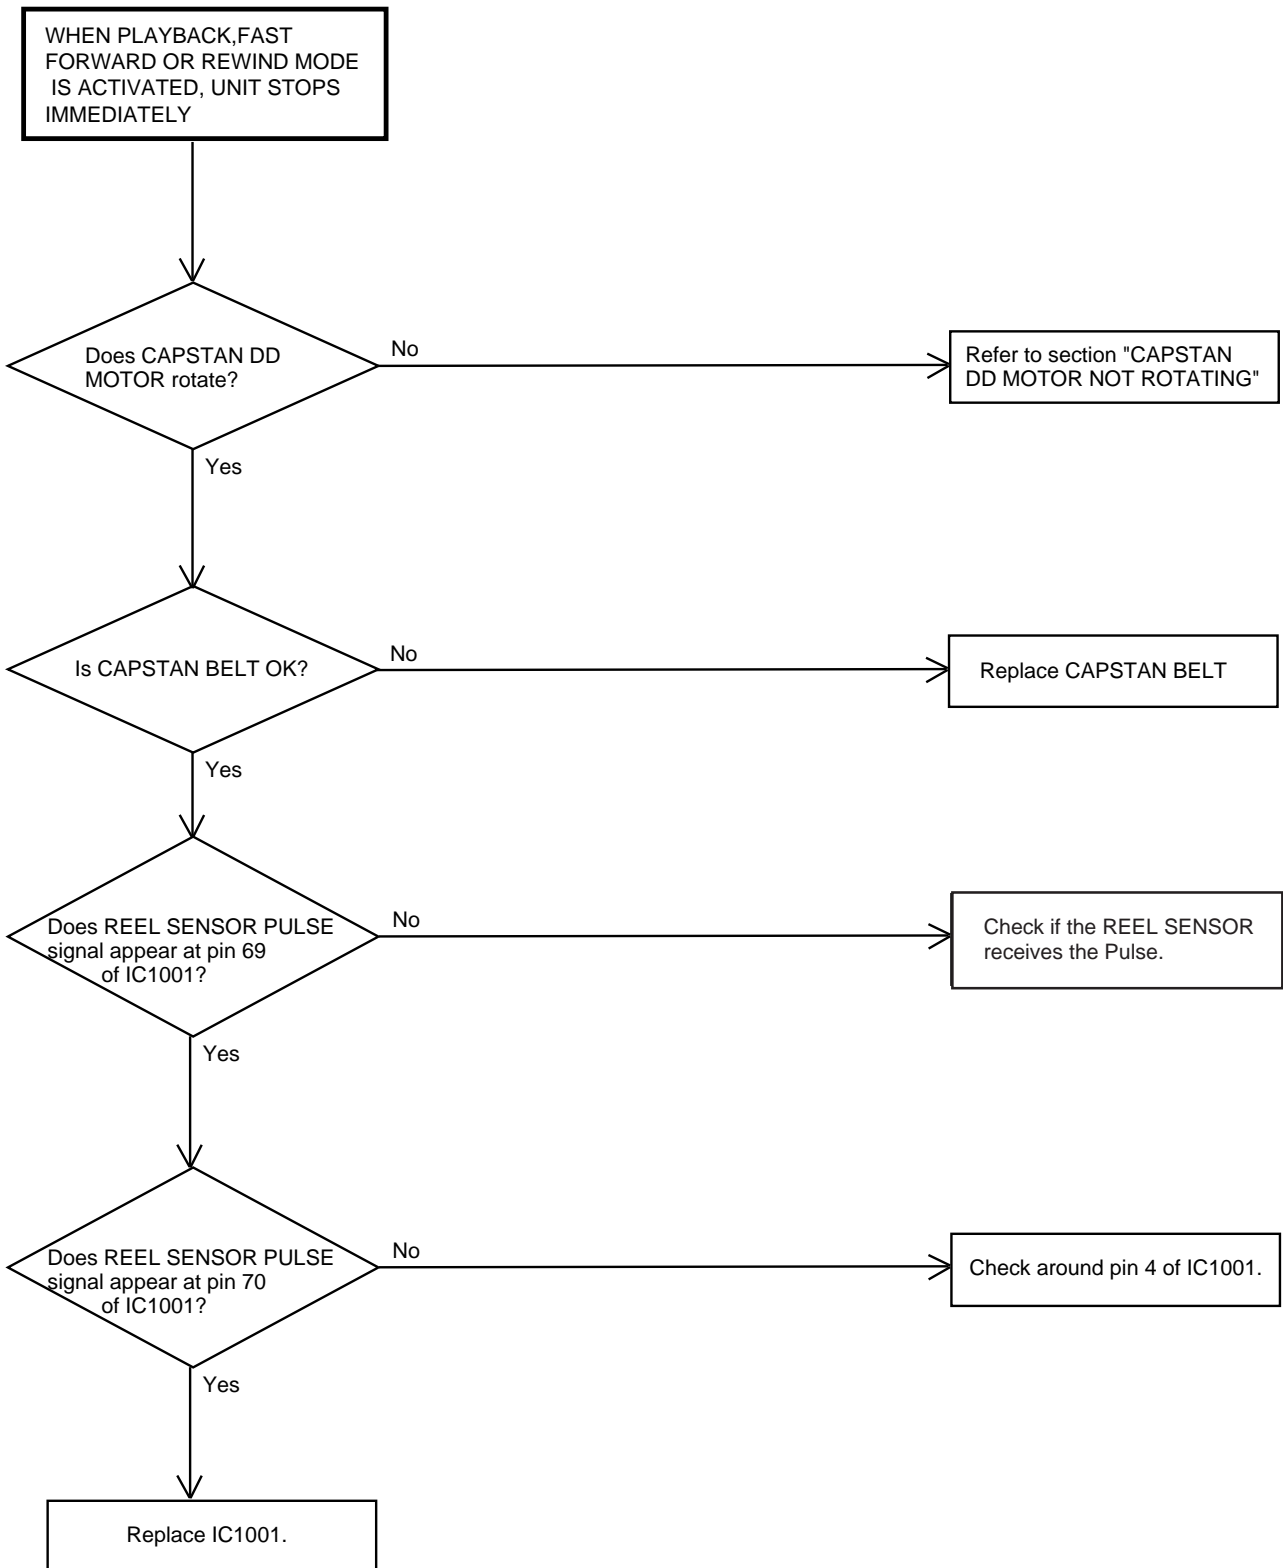 WHEN PLAYBACK,FAST
FORWARD OR REWIND MODE
IS ACTIVATED, UNIT STOPS
IMMEDIATELY
Does CAPSTAN DD
MOTOR rotate?
No
Refer to section "CAPSTAN
DD MOTOR NOT ROTATING"
Yes
Is CAPSTAN BELT OK?
No
Replace CAPSTAN BELT
Yes
Does REEL SENSOR PULSE
signal appear at pin 69
of IC1001?
No
Check if the REEL SENSOR
receives the Pulse.
Yes
Does REEL SENSOR PULSE
signal appear at pin 70
of IC1001?
No
Check around pin 4 of IC1001.
Yes
Replace IC1001.